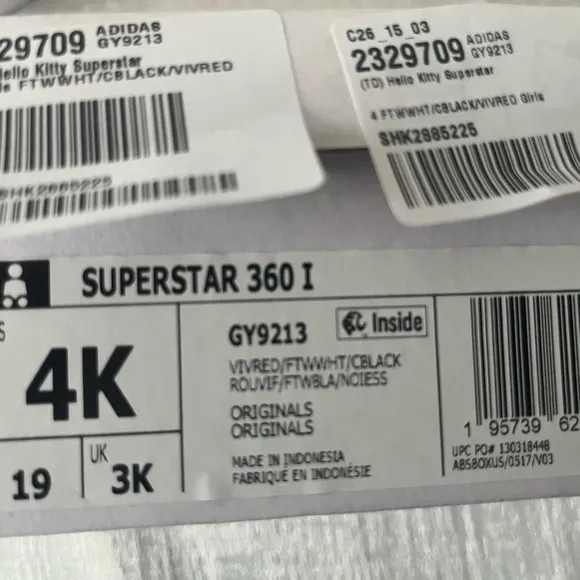 29709 ADIDAS
GY9213
Hello Kitty Superstar
FTWWHT/CBLACK/VIVRED
SHK2885225
C26_15_03
2329709 ADIDAS
GY9213
(TD) Hello Kitty Superstar
4 FTWWHT/CBLACK/VIVRED Girls
SHK2885225
SUPERSTAR 360 I
4K
19
UK
3K
GY9213
Inside
VIVRED/FTWWHT/CBLACK
ROUVIF/FTWBLA/NOIESS
ORIGINALS
ORIGINALS
MADE IN INDONESIA
FABRIQUÉ EN INDONÉSIE
1 95739 62
UPC PO# 130318448
ABSBOXUS/0517/V03